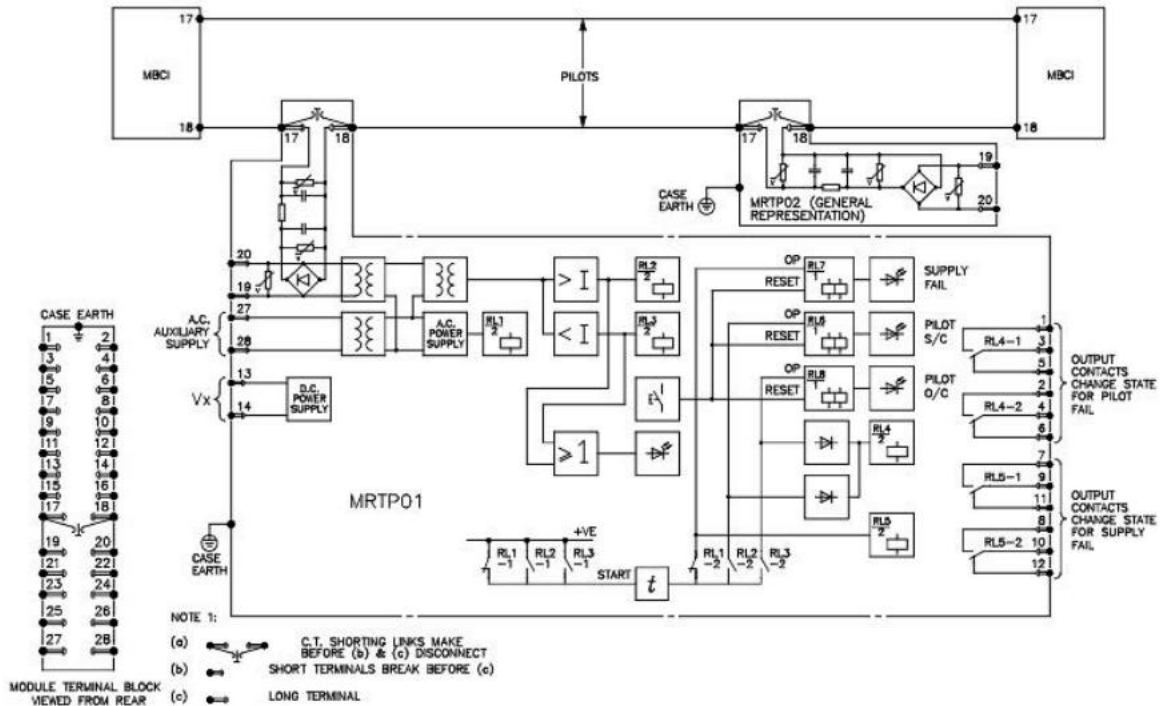 17
17
MBCI
PILOTS
MBCI
18
17
18
17
18
18
19
20
CASE
EARTH
MRTP02 (GENERAL
REPRESENTATION)
20
19
27
28
A.C.
AUXILIARY
SUPPLY
13
14
Vx
D.C.
POWER
SUPPLY
A.C.
POWER
SUPPLY
RL1
2
> I
< I
≥ 1
RL2
2
RL3
2
OP
RESET
RL7
1
SUPPLY
FAIL
OP
RESET
RL6
1
PILOT
S/C
OP
RESET
RL8
1
PILOT
O/C
RL4
2
RL5
2
MRTP01
CASE
EARTH
+VE
RL1
-1
RL2
-1
RL3
-1
START
t
RL1
-2
RL2
-2
RL3
-2
1
3
5
2
4
6
RL4-1
RL4-2
OUTPUT
CONTACTS
CHANGE STATE
FOR PILOT
FAIL
7
9
11
8
10
12
RL5-1
RL5-2
OUTPUT
CONTACTS
CHANGE STATE
FOR SUPPLY
FAIL
CASE EARTH
1 2
3 4
5 6
7 8
9 10
11 12
13 14
15 16
17 18
19 20
21 22
23 24
25 26
27 28
MODULE TERMINAL BLOCK
VIEWED FROM REAR
NOTE 1:
(a) C.T. SHORTING LINKS MAKE
BEFORE (b) & (c) DISCONNECT
(b) SHORT TERMINALS BREAK BEFORE (c)
(c) LONG TERMINAL